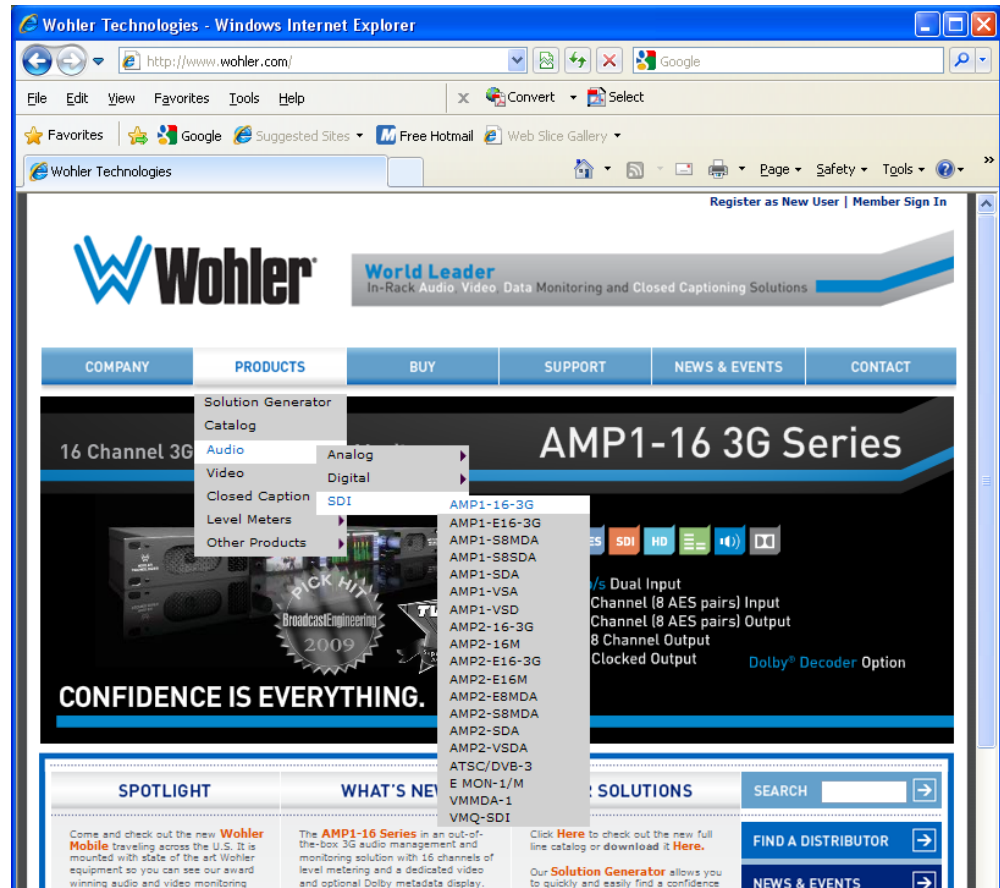 Wohler Technologies - Windows Internet Explorer
http://www.wohler.com/
Google
File Edit View Favorites Tools Help
Convert Select
Favorites Google Suggested Sites Free Hotmail Web Slice Gallery
Wohler Technologies
Page Safety Tools
Register as New User | Member Sign In
Wohler
World Leader
In-Rack Audio, Video, Data Monitoring and Closed Captioning Solutions
COMPANY PRODUCTS BUY SUPPORT NEWS & EVENTS CONTACT
Solution Generator
Catalog
Audio
Video
Closed Caption
Level Meters
Other Products
Analog
Digital
SDI
AMP1-16-3G
AMP1-E16-3G
AMP1-S8MDA
AMP1-S8SDA
AMP1-SDA
AMP1-VSA
AMP1-VSD
AMP2-16-3G
AMP2-16M
AMP2-E16-3G
AMP2-E16M
AMP2-E8MDA
AMP2-S8MDA
AMP2-SDA
AMP2-VSDA
ATSC/DVB-3
E MON-1/M
VMMDA-1
VMQ-SDI
16 Channel 3G
AMP1-16 3G Series
SDI HD
/s Dual Input
Channel (8 AES pairs) Input
Channel (8 AES pairs) Output
8 Channel Output
Clocked Output
Dolby® Decoder Option
PICK HIT
BroadcastEngineering
2009
CONFIDENCE IS EVERYTHING.
SPOTLIGHT
Come and check out the new Wohler
Mobile traveling across the U.S. It is
mounted with state of the art Wohler
equipment so you can see our award
winning audio and video monitoring
WHAT'S NEW
The AMP1-16 Series in an out-of-
the-box 3G audio management and
monitoring solution with 16 channels of
level metering and a dedicated video
and optional Dolby metadata display.
SOLUTIONS
Click Here to check out the new full
line catalog or download it Here.
Our Solution Generator allows you
to quickly and easily find a confidence
SEARCH
FIND A DISTRIBUTOR
NEWS & EVENTS